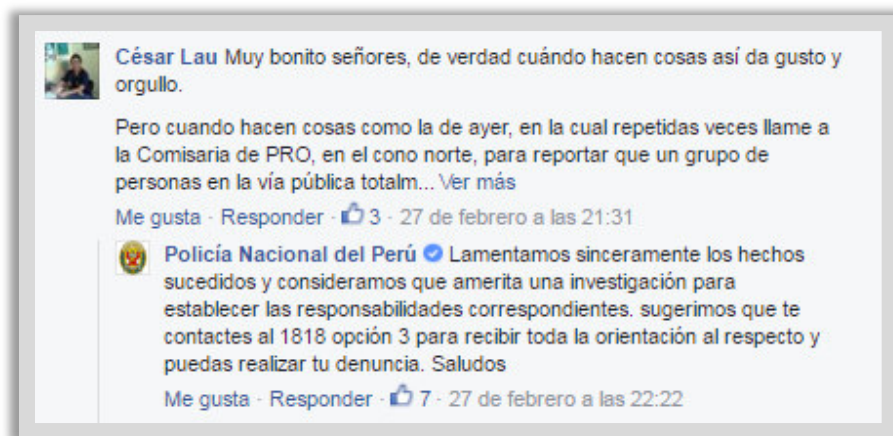 César Lau Muy bonito señores, de verdad cuándo hacen cosas así da gusto y
orgullo.
Pero cuando hacen cosas como la de ayer, en la cual repetidas veces llame a
la Comisaria de PRO, en el cono norte, para reportar que un grupo de
personas en la vía pública totalm... Ver más
Me gusta · Responder · 3 · 27 de febrero a las 21:31
Policía Nacional del Perú Lamentamos sinceramente los hechos
sucedidos y consideramos que amerita una investigación para
establecer las responsabilidades correspondientes. sugerimos que te
contactes al 1818 opción 3 para recibir toda la orientación al respecto y
puedas realizar tu denuncia. Saludos
Me gusta · Responder · 7 · 27 de febrero a las 22:22